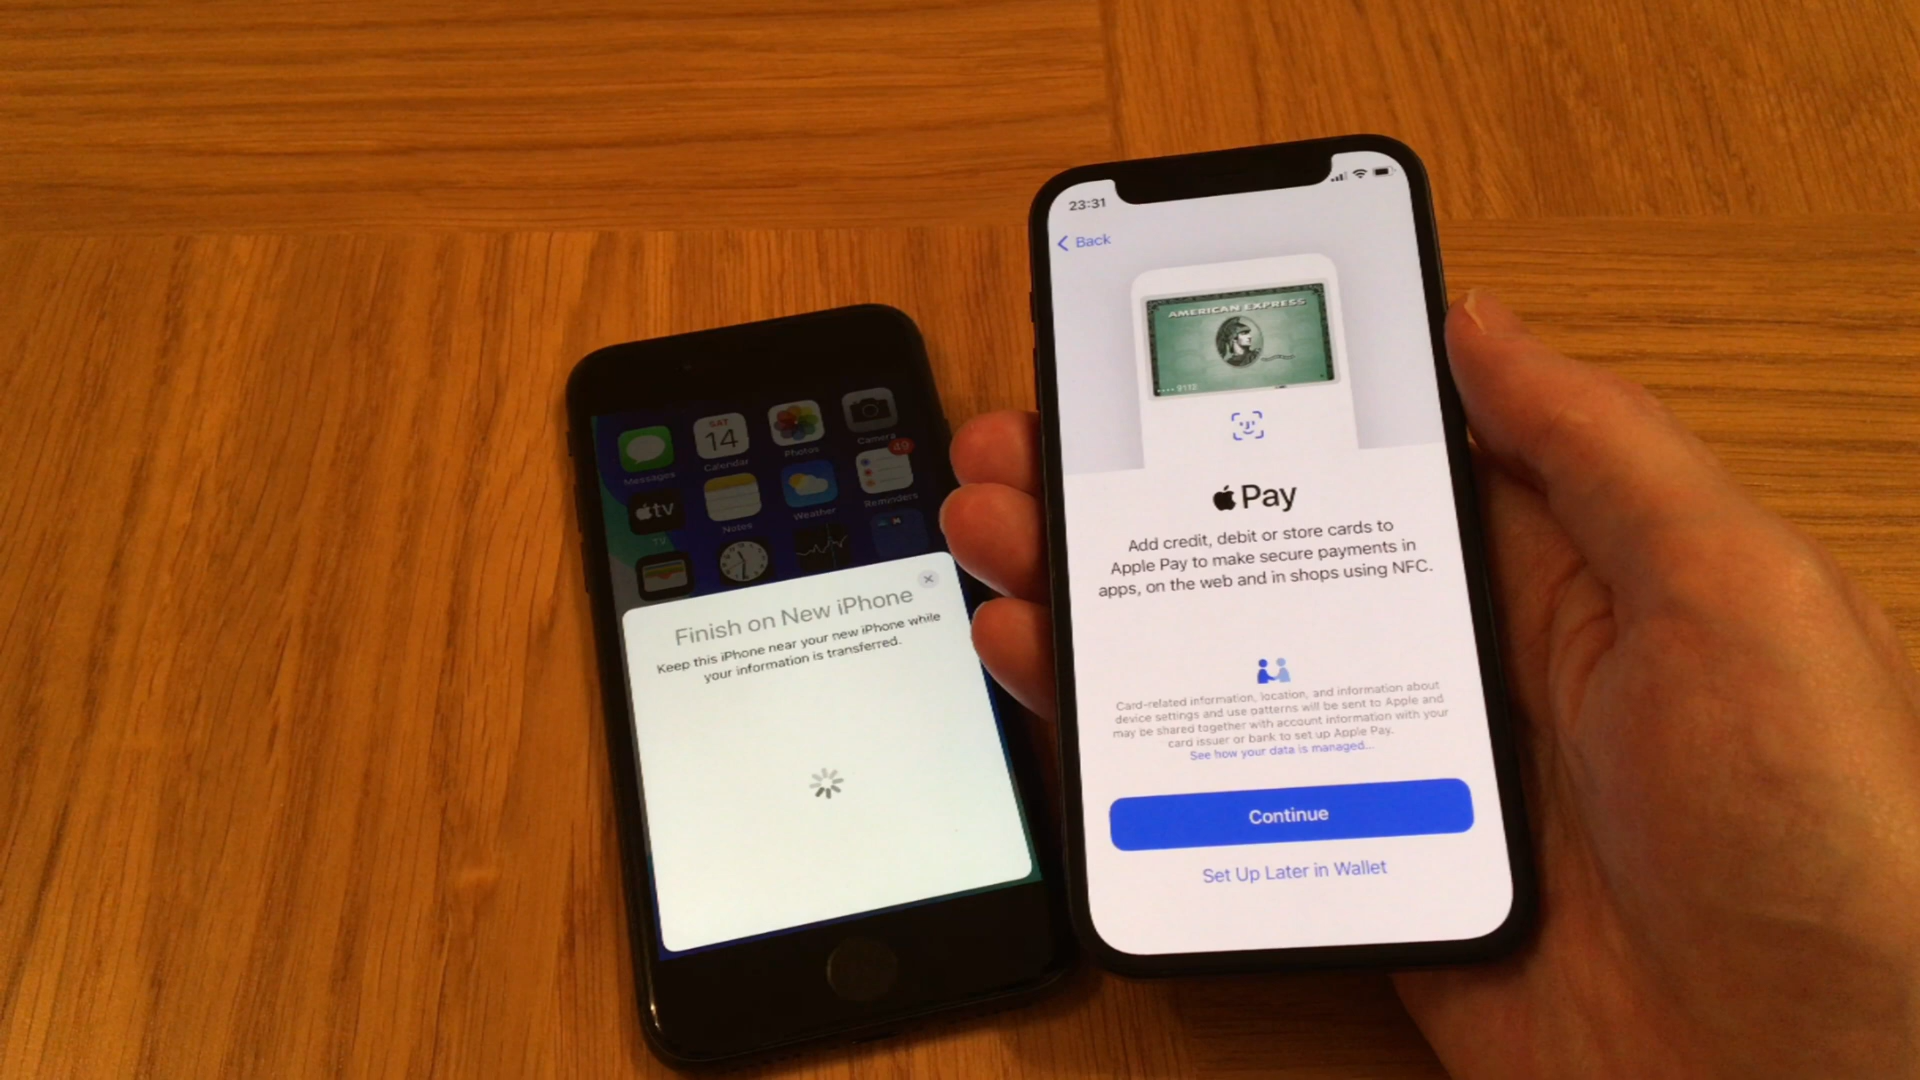 SAT
14
Messages
Calendar
Photos
Camera
49
tv
TV
Notes
Weather
Reminders
Finish on New iPhone
Keep this iPhone near your new iPhone while
your information is transferred.
23:31
Back
AMERICAN EXPRESS
•••• 9112
Pay
Add credit, debit or store cards to
Apple Pay to make secure payments in
apps, on the web and in shops using NFC.
Card-related information, location, and information about
device settings and use patterns will be sent to Apple and
may be shared together with account information with your
card issuer or bank to set up Apple Pay.
See how your data is managed...
Continue
Set Up Later in Wallet